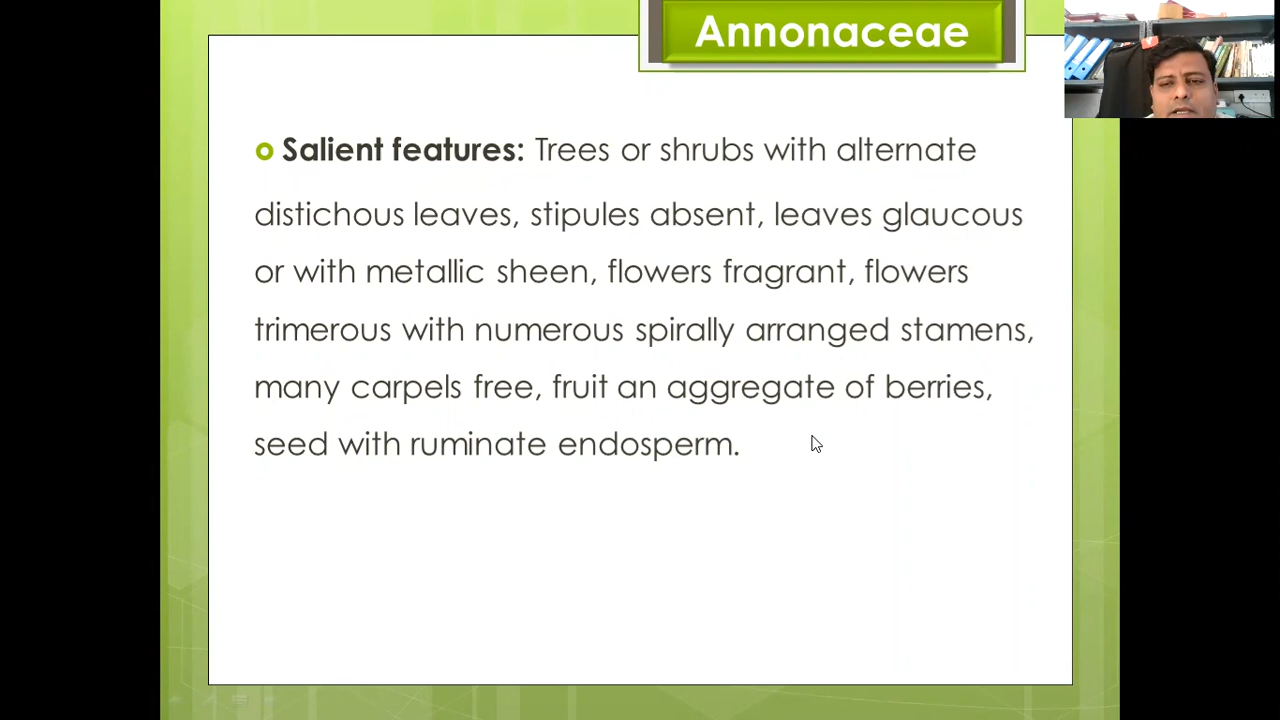 Annonaceae
Salient features: Trees or shrubs with alternate
distichous leaves, stipules absent, leaves glaucous
or with metallic sheen, flowers fragrant, flowers
trimerous with numerous spirally arranged stamens,
many carpels free, fruit an aggregate of berries,
seed with ruminate endosperm.